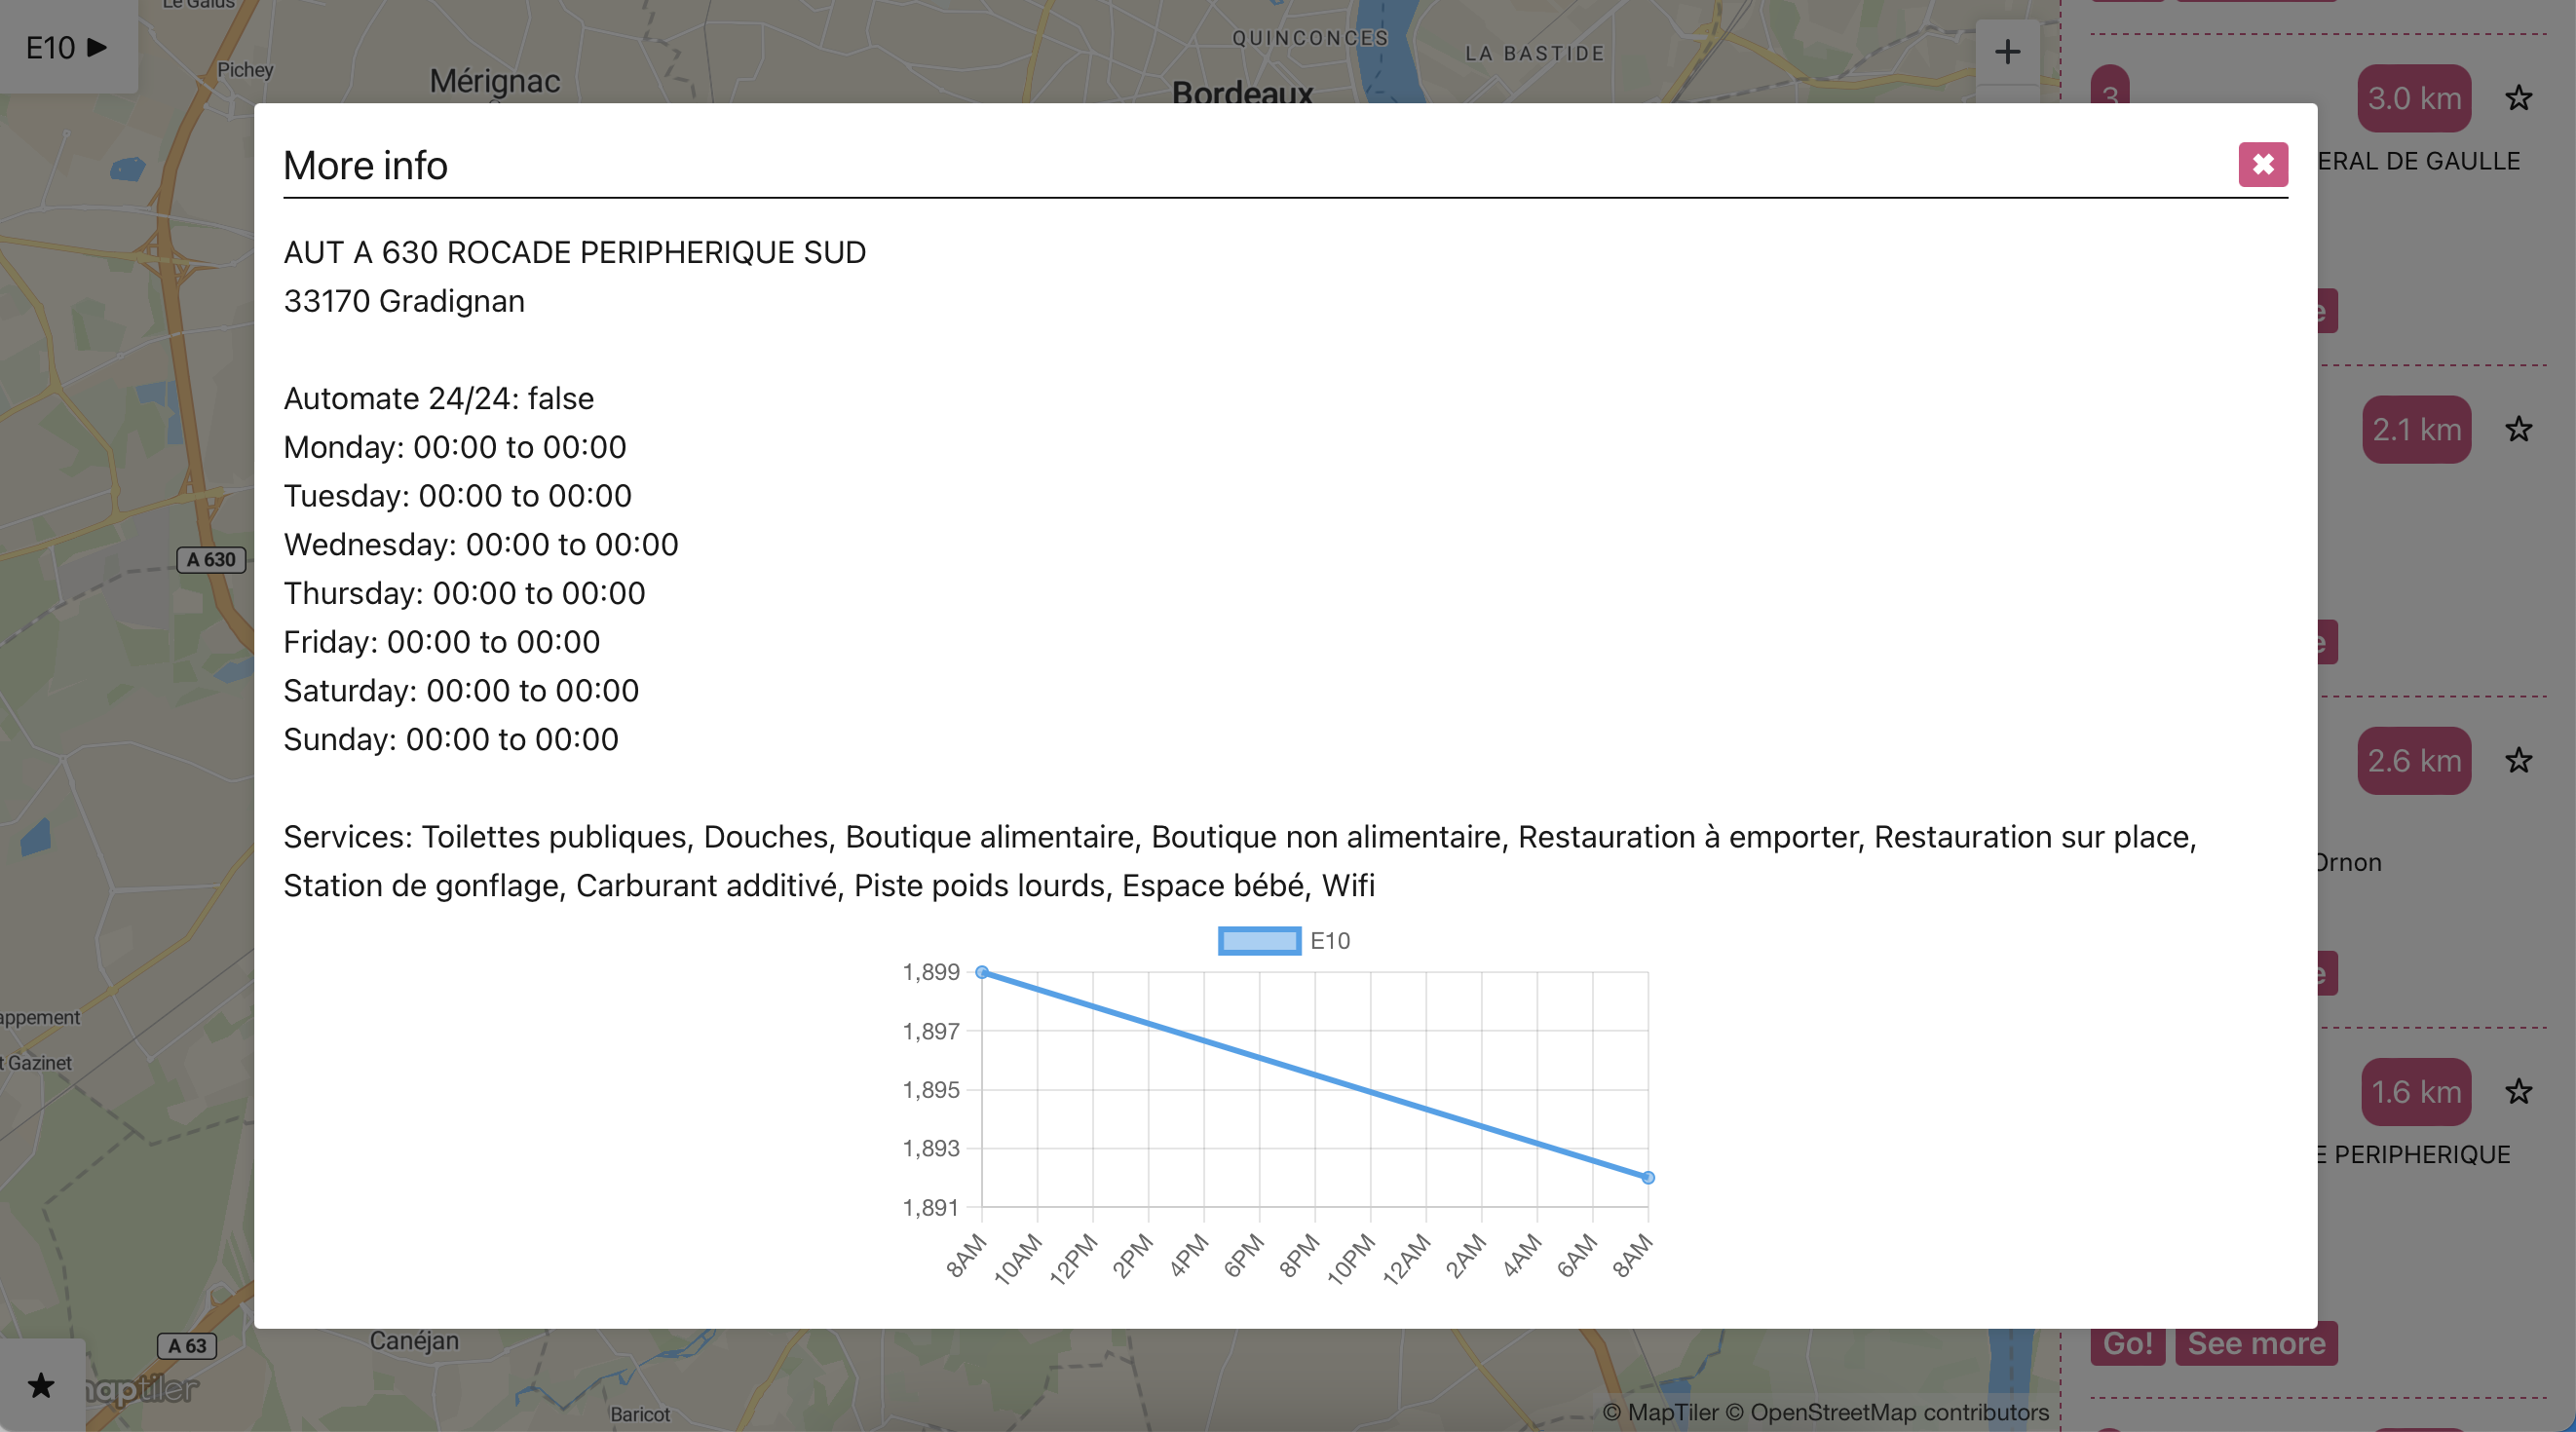 Le Galus
E10 ▶
Pichey
Mérignac
QUINCONCES
LA BASTIDE
Bordeaux
+
3
3.0 km
ERAL DE GAULLE
More info
AUT A 630 ROCADE PERIPHERIQUE SUD
33170 Gradignan
Automate 24/24: false
Monday: 00:00 to 00:00
Tuesday: 00:00 to 00:00
Wednesday: 00:00 to 00:00
Thursday: 00:00 to 00:00
Friday: 00:00 to 00:00
Saturday: 00:00 to 00:00
Sunday: 00:00 to 00:00
Services: Toilettes publiques, Douches, Boutique alimentaire, Boutique non alimentaire, Restauration à emporter, Restauration sur place,
Station de gonflage, Carburant additivé, Piste poids lourds, Espace bébé, Wifi
E10
1,899
1,897
1,895
1,893
1,891
8AM
10AM
12PM
2PM
4PM
6PM
8PM
10PM
12AM
2AM
4AM
6AM
8AM
A 630
appement
t Gazinet
A 63
Canéjan
maptiler
Baricot
© MapTiler © OpenStreetMap contributors
2.1 km
2.6 km
Ornon
1.6 km
E PERIPHERIQUE
Go!
See more